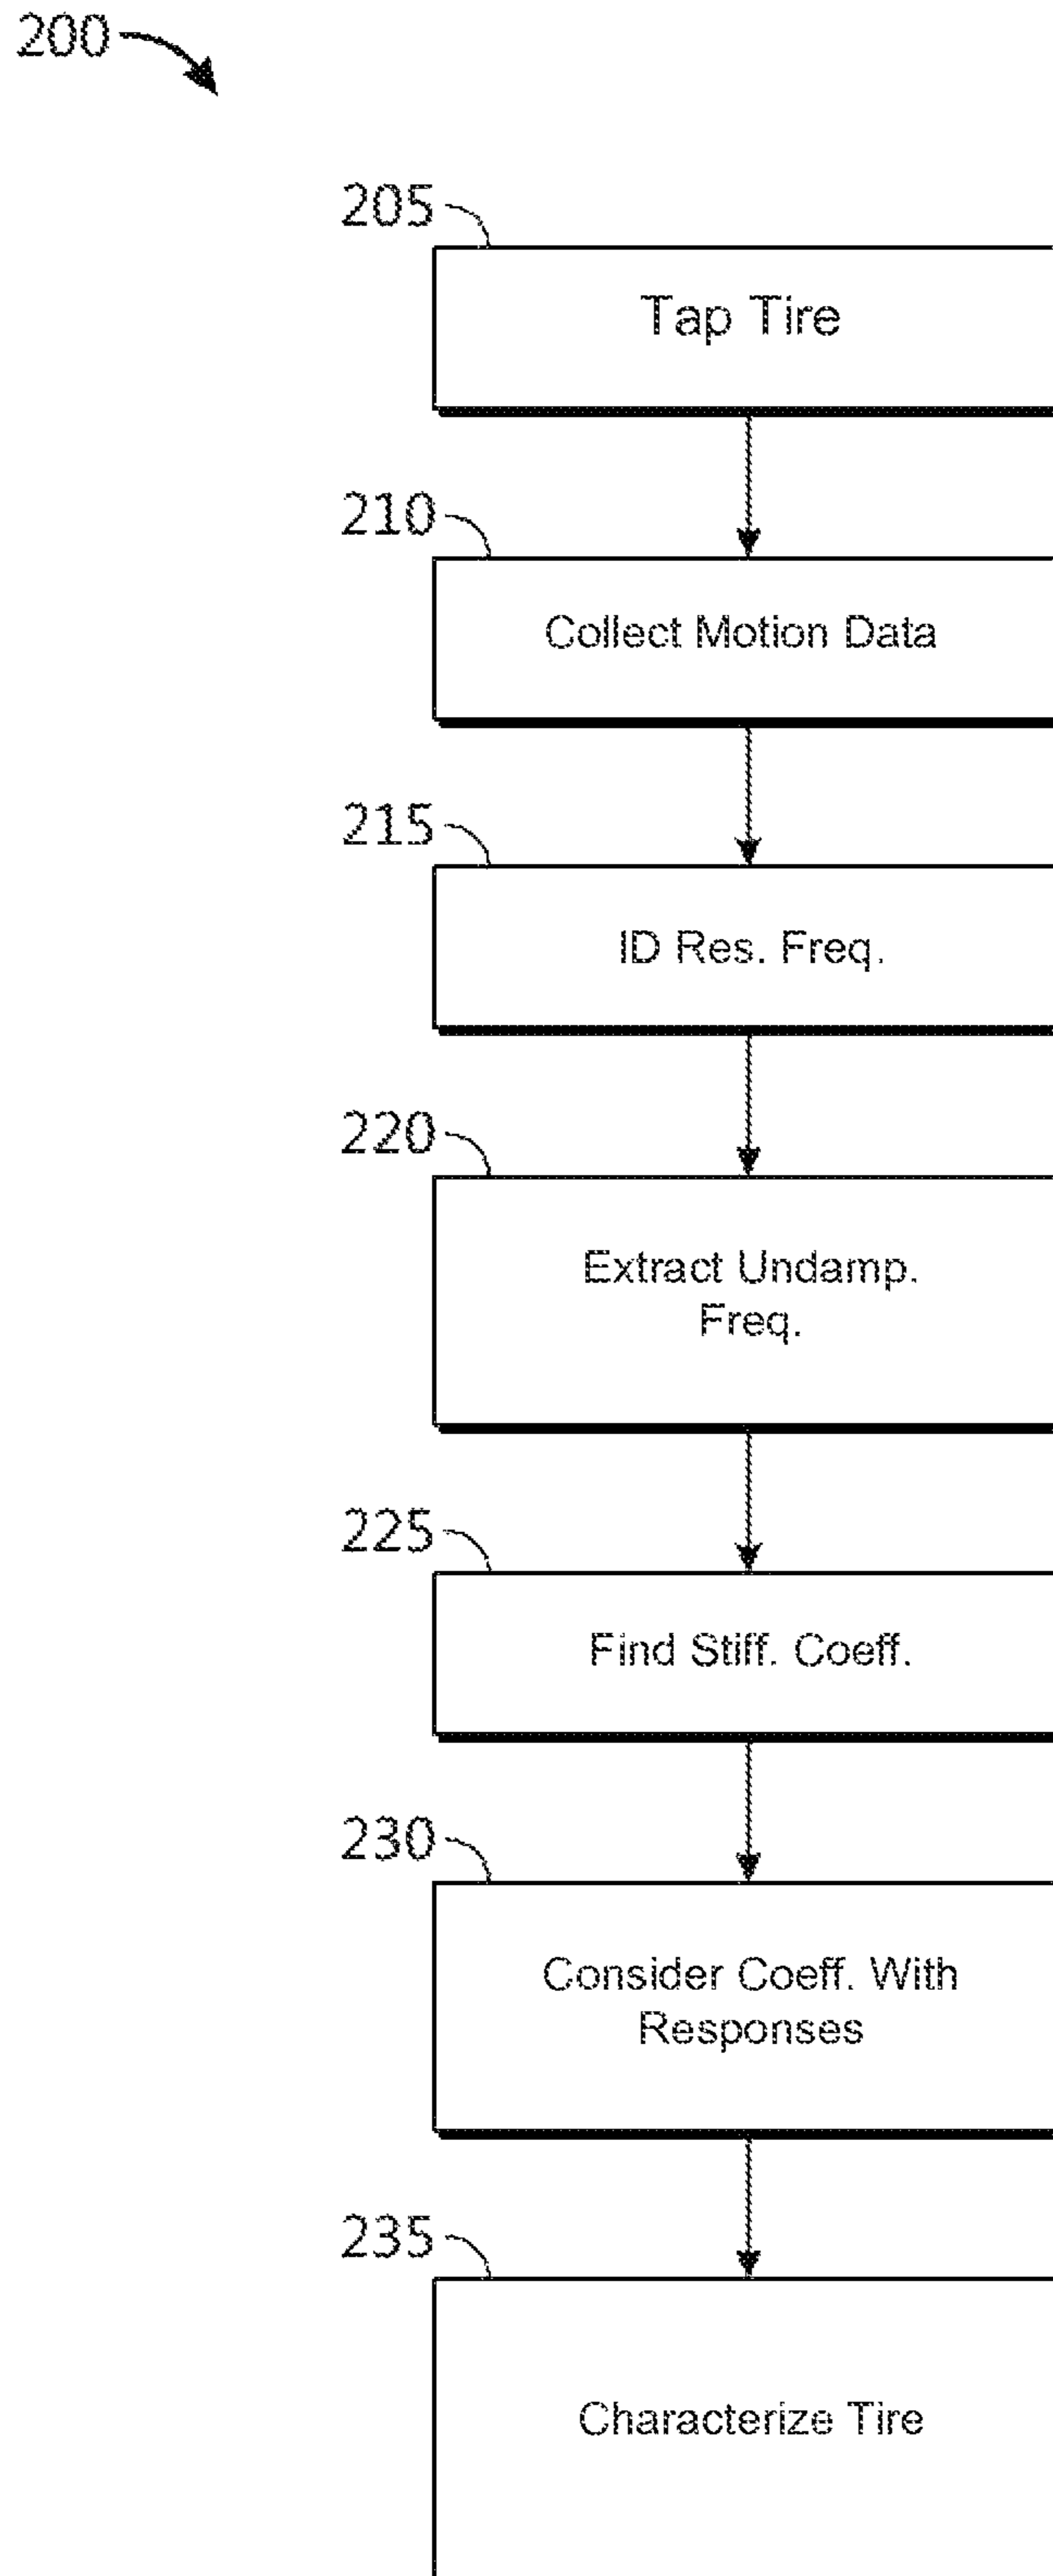 200
205
Tap Tire
210
Collect Motion Data
215
ID Res. Freq.
220
Extract Undamp.
Freq.
225
Find Stiff. Coeff.
230
Consider Coeff. With
Responses
235
Characterize Tire